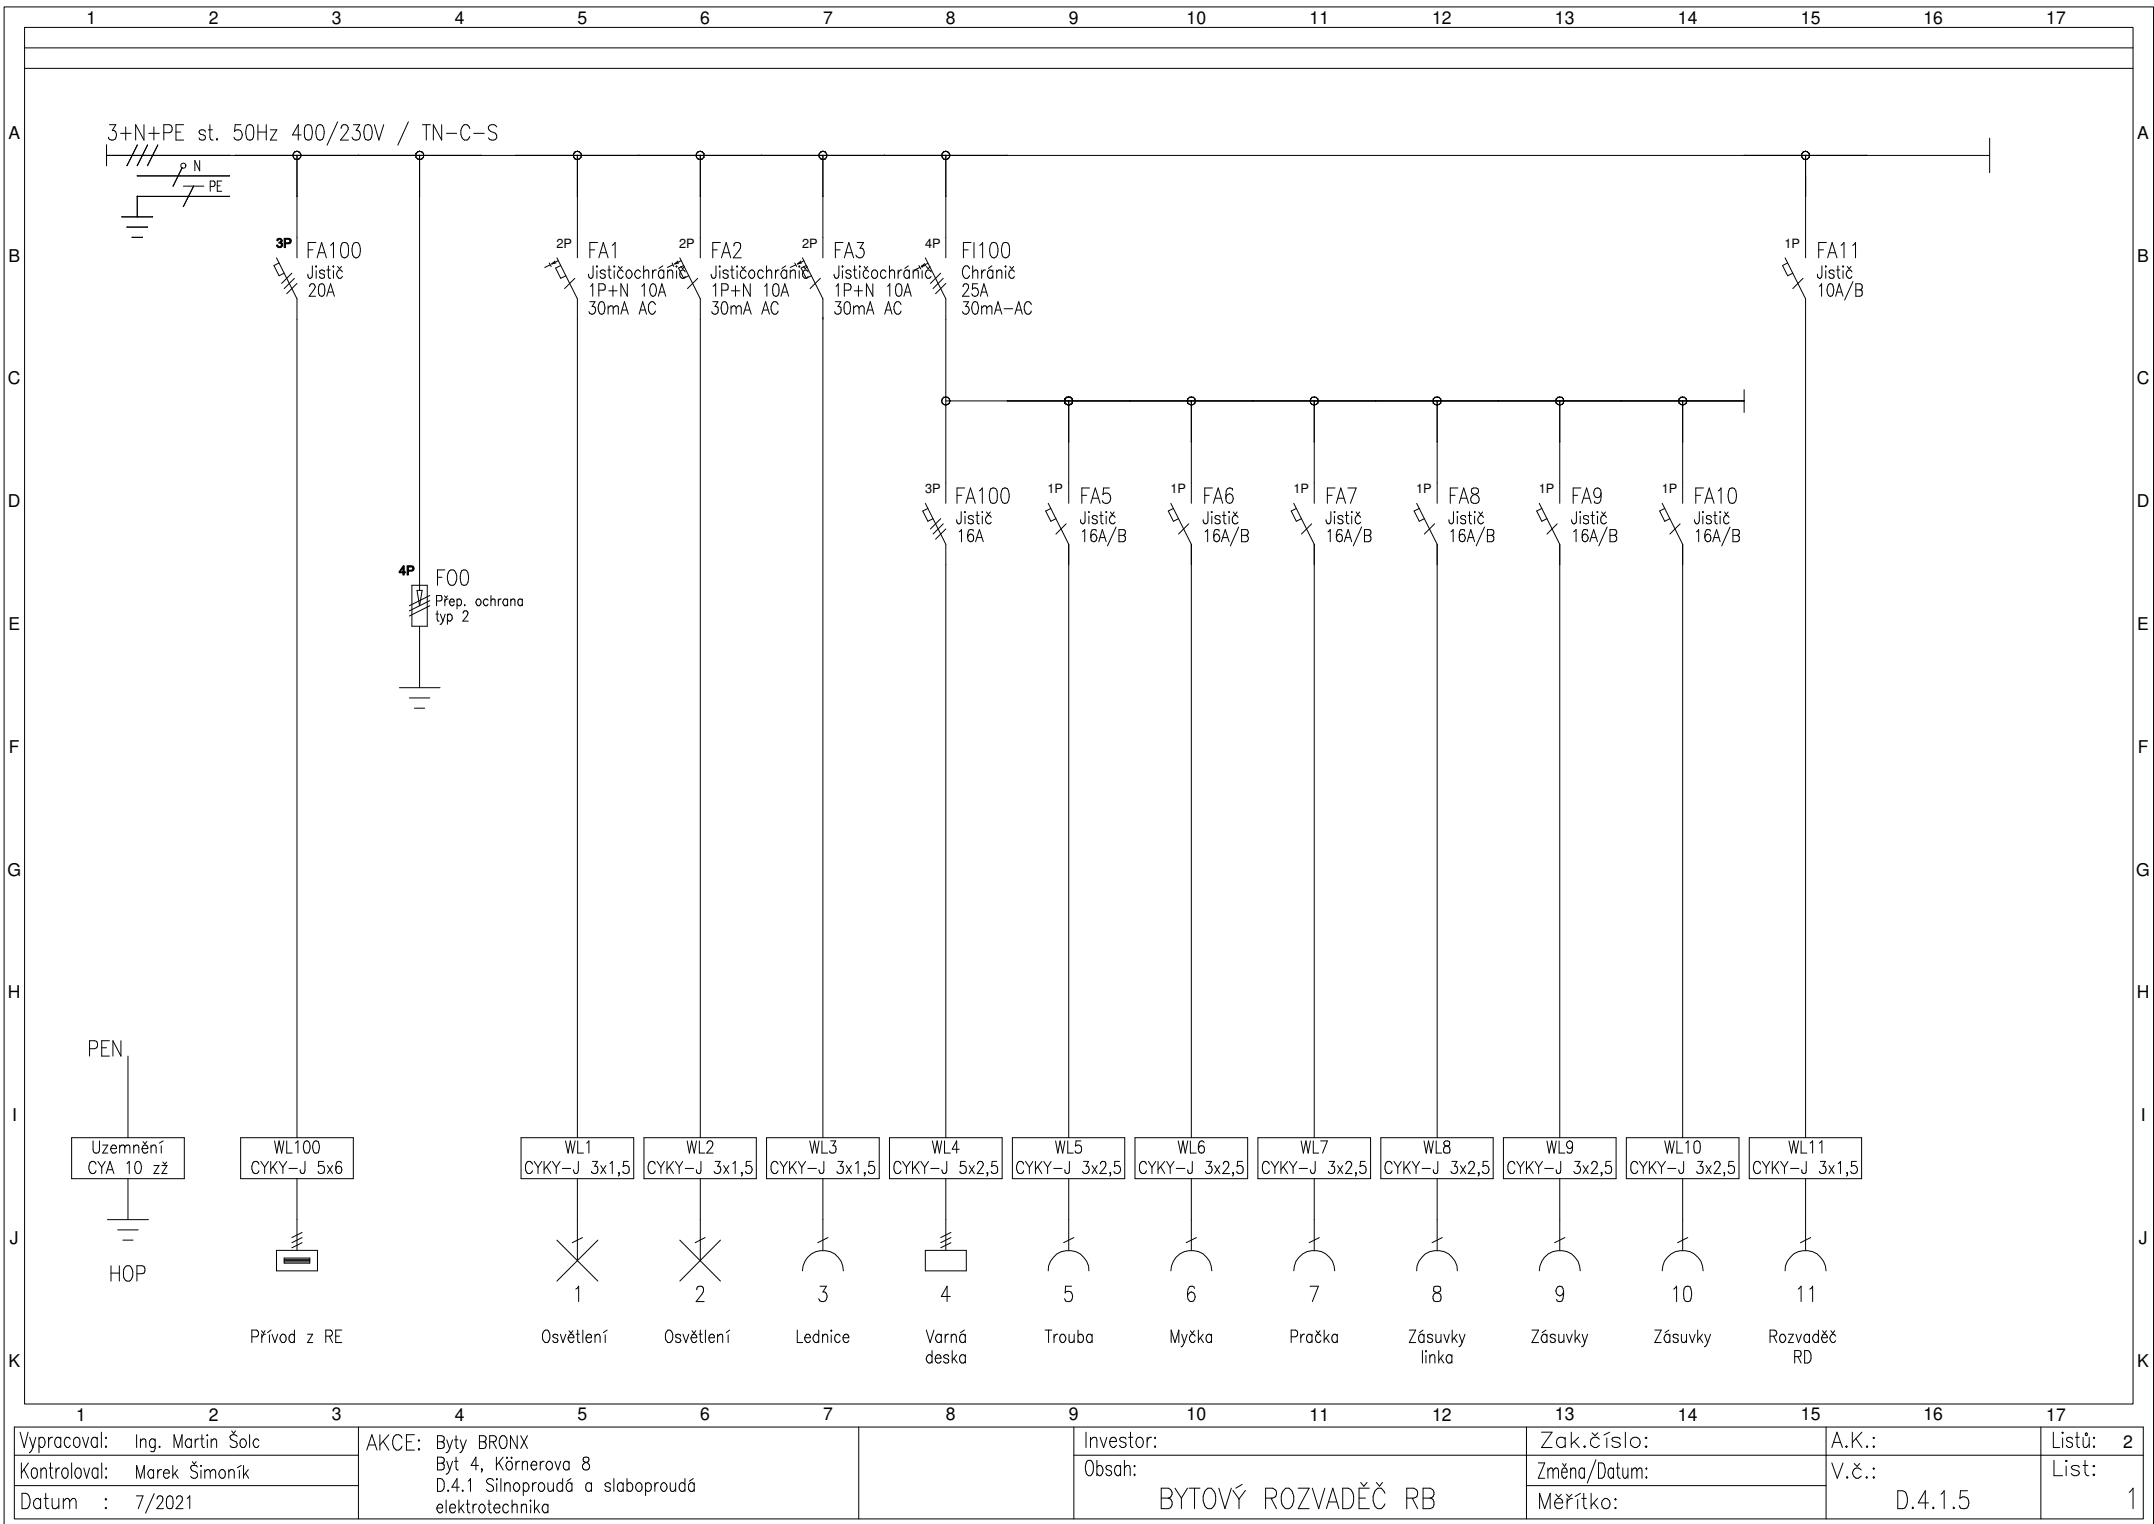 1 2 3 4 5 6 7 8 9 10 11 12 13 14 15 16 17
A A
3+N+PE st. 50Hz 400/230V / TN-C-S
N
PE
B B
3P FA100
Jistič
20A
2P FA1
Jističochránič
1P+N 10A
30mA AC
2P FA2
Jističochránič
1P+N 10A
30mA AC
2P FA3
Jističochránič
1P+N 10A
30mA AC
4P FI100
Chránič
25A
30mA-AC
1P FA11
Jistič
10A/B
C C
D D
3P FA100
Jistič
16A
1P FA5
Jistič
16A/B
1P FA6
Jistič
16A/B
1P FA7
Jistič
16A/B
1P FA8
Jistič
16A/B
1P FA9
Jistič
16A/B
1P FA10
Jistič
16A/B
4P F00
Přep. ochrana
typ 2
E E
F F
G G
H H
PEN
I I
Uzemnění
CYA 10 zž
WL100
CYKY-J 5x6
WL1
CYKY-J 3x1,5
WL2
CYKY-J 3x1,5
WL3
CYKY-J 3x1,5
WL4
CYKY-J 5x2,5
WL5
CYKY-J 3x2,5
WL6
CYKY-J 3x2,5
WL7
CYKY-J 3x2,5
WL8
CYKY-J 3x2,5
WL9
CYKY-J 3x2,5
WL10
CYKY-J 3x2,5
WL11
CYKY-J 3x1,5
J J
HOP
Přívod z RE
1
Osvětlení
2
Osvětlení
3
Lednice
4
Varná
deska
5
Trouba
6
Myčka
7
Pračka
8
Zásuvky
linka
9
Zásuvky
10
Zásuvky
11
Rozvaděč
RD
K K
1 2 3 4 5 6 7 8 9 10 11 12 13 14 15 16 17
Vypracoval: Ing. Martin Šolc
Kontroloval: Marek Šimoník
Datum : 7/2021
AKCE: Byty BRONX
Byt 4, Körnerova 8
D.4.1 Silnoproudá a slaboproudá
elektrotechnika
Investor:
Obsah:
BYTOVÝ ROZVADĚČ RB
Zak.číslo:
Změna/Datum:
Měřítko:
A.K.:
V.č.:
D.4.1.5
Listů: 2
List:
1